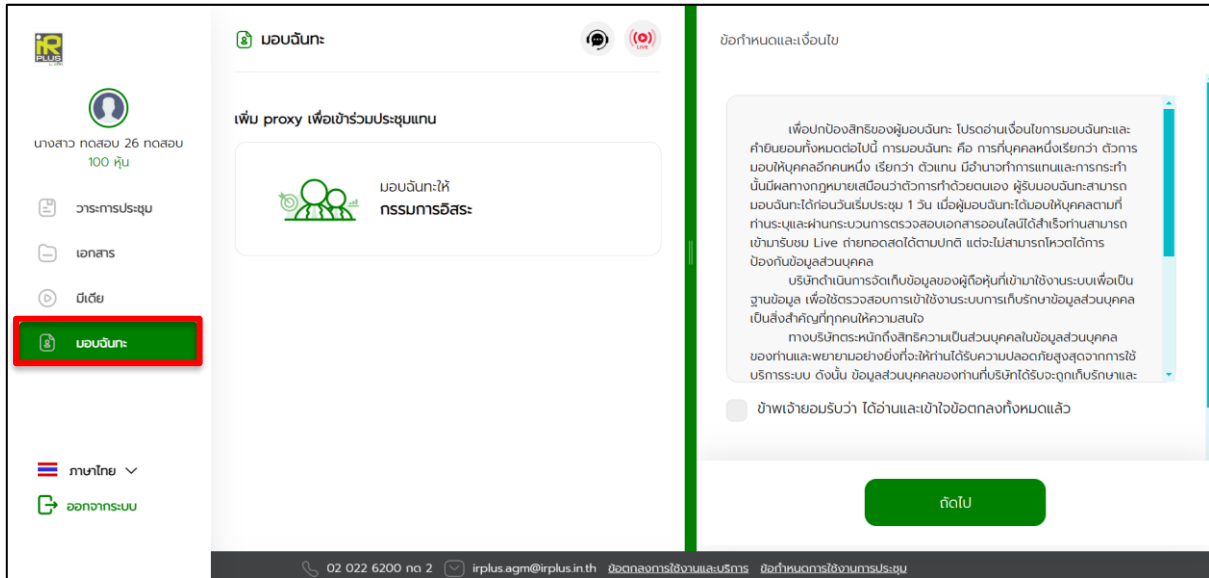 iR
PLUS
นางสาว ทดสอบ 26 ทดสอบ
100 หุ้น
วาระการประชุม
เอกสาร
มีเดีย
มอบฉันทะ
ภาษาไทย
ออกจากระบบ
มอบฉันทะ
LIVE
เพิ่ม proxy เพื่อเข้าร่วมประชุมแทน
มอบฉันทะให้
กรรมการอิสระ
ข้อกำหนดและเงื่อนไข
เพื่อปกป้องสิทธิของผู้มอบฉันทะ โปรดอ่านเงื่อนไขการมอบฉันทะและ
คำยินยอมทั้งหมดต่อไปนี้ การมอบฉันทะ คือ การที่บุคคลหนึ่งเรียกว่า ตัวการ
มอบให้บุคคลอีกคนหนึ่ง เรียกว่า ตัวแทน มีอำนาจทำการแทนและการกระทำ
นั้นมีผลทางกฎหมายเสมือนว่าตัวการทำด้วยตนเอง ผู้รับมอบฉันทะสามารถ
มอบฉันทะได้ก่อนวันเริ่มประชุม 1 วัน เมื่อผู้มอบฉันทะได้มอบให้บุคคลตามที่
ท่านระบุและผ่านกระบวนการตรวจสอบเอกสารออนไลน์ได้สำเร็จท่านสามารถ
เข้ามารับชม Live ถ่ายทอดสดได้ตามปกติ แต่จะไม่สามารถโหวตได้การ
ป้องกันข้อมูลส่วนบุคคล
บริษัทดำเนินการจัดเก็บข้อมูลของผู้ถือหุ้นที่เข้ามาใช้งานระบบเพื่อเป็น
ฐานข้อมูล เพื่อใช้ตรวจสอบการเข้าใช้งานระบบการเก็บรักษาข้อมูลส่วนบุคคล
เป็นสิ่งสำคัญที่ทุกคนให้ความสนใจ
ทางบริษัทตระหนักถึงสิทธิความเป็นส่วนบุคคลในข้อมูลส่วนบุคคล
ของท่านและพยายามอย่างยิ่งที่จะให้ท่านได้รับความปลอดภัยสูงสุดจากการใช้
บริการระบบ ดังนั้น ข้อมูลส่วนบุคคลของท่านที่บริษัทได้รับจะถูกเก็บรักษาและ
ข้าพเจ้ายอมรับว่า ได้อ่านและเข้าใจข้อตกลงทั้งหมดแล้ว
ถัดไป
02 022 6200 กด 2 irplus.agm@irplus.in.th ข้อตกลงการใช้งานและบริการ ข้อกำหนดการใช้งานการประชุม